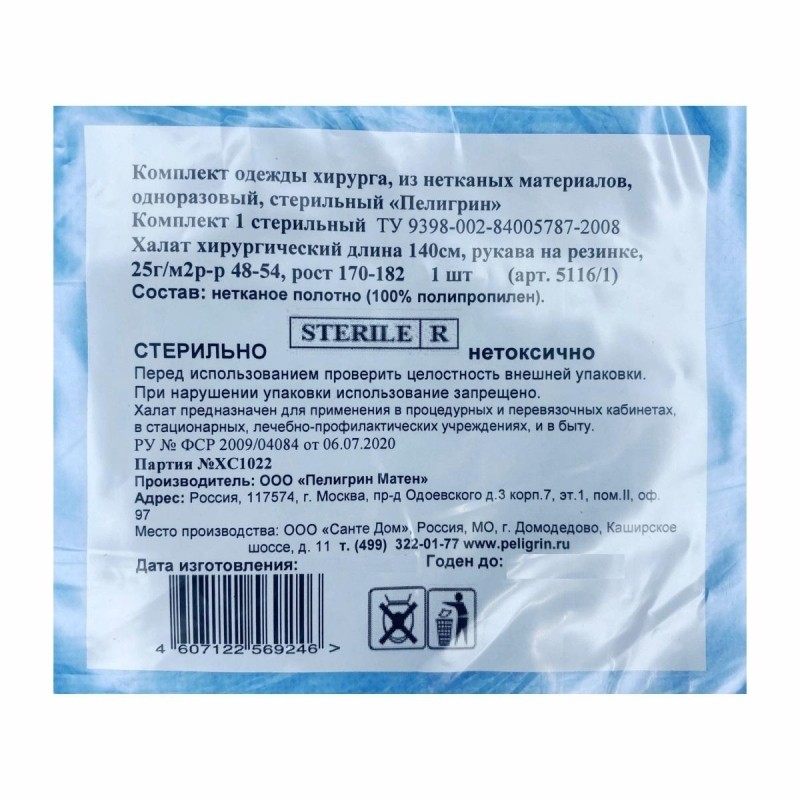 Комплект одежды хирурга, из нетканых материалов,
одноразовый, стерильный «Пелигрин»
Комплект 1 стерильный ТУ 9398-002-84005787-2008
Халат хирургический длина 140см, рукава на резинке,
25г/м2р-р 48-54, рост 170-182 1 шт (арт. 5116/1)
Состав: нетканое полотно (100% полипропилен).
STERILE R
СТЕРИЛЬНО нетоксично
Перед использованием проверить целостность внешней упаковки.
При нарушении упаковки использование запрещено.
Халат предназначен для применения в процедурных и перевязочных кабинетах,
в стационарных, лечебно-профилактических учреждениях, и в быту.
РУ № ФСР 2009/04084 от 06.07.2020
Партия №ХС1022
Производитель: ООО «Пелигрин Матен»
Адрес: Россия, 117574, г. Москва, пр-д Одоевского д.3 корп.7, эт.1, пом.II, оф.
97
Место производства: ООО «Санте Дом», Россия, МО, г. Домодедово, Каширское
шоссе, д. 11 т. (499) 322-01-77 www.peligrin.ru
Дата изготовления: Годен до:
4 607122 569246 >